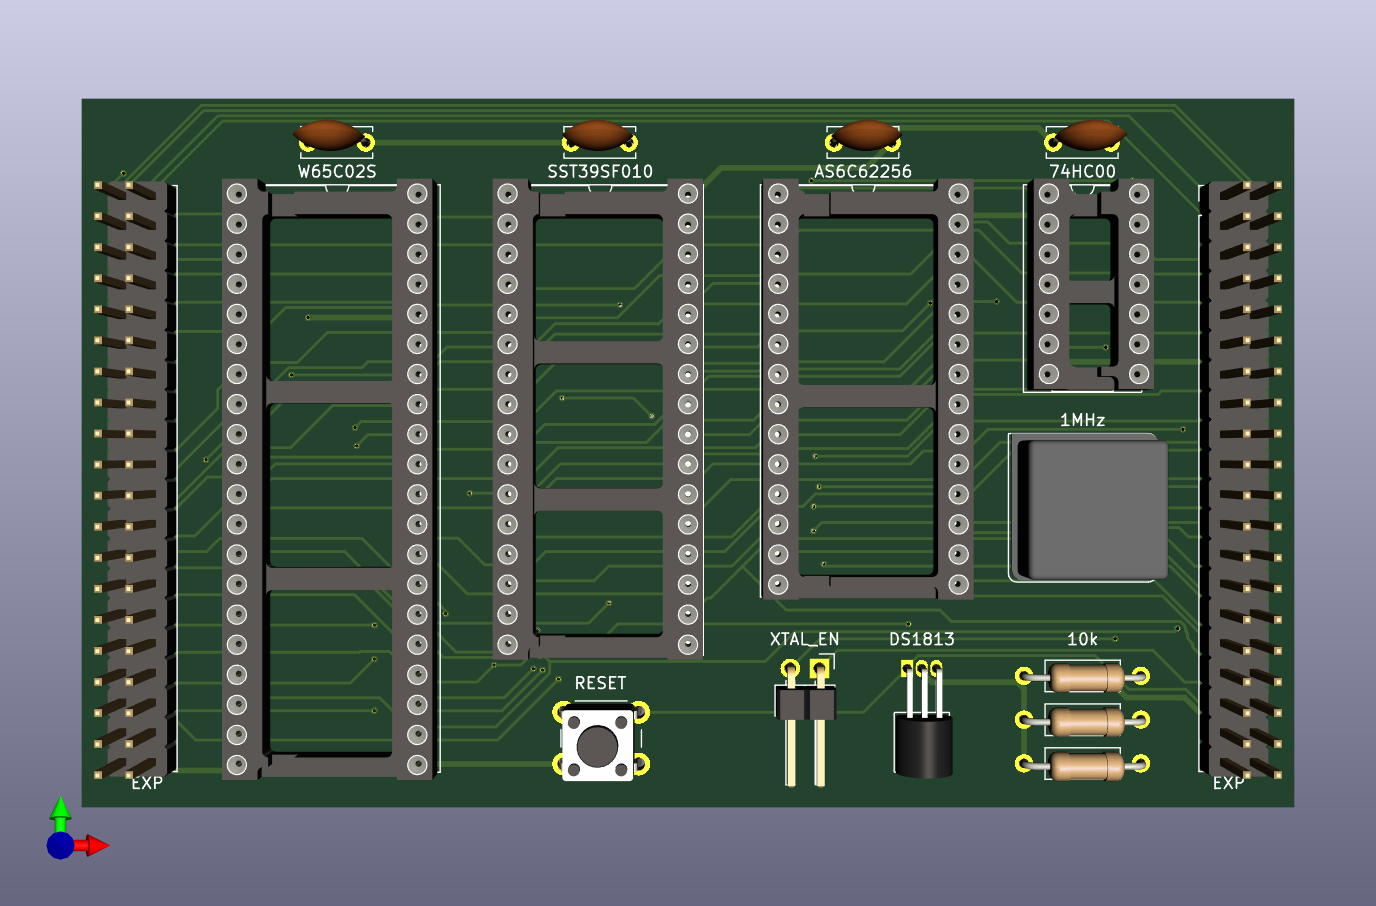 W65C02S
SST39SF010
AS6C62256
74HC00
1MHz
XTAL_EN
DS1813
10k
RESET
EXP
EXP